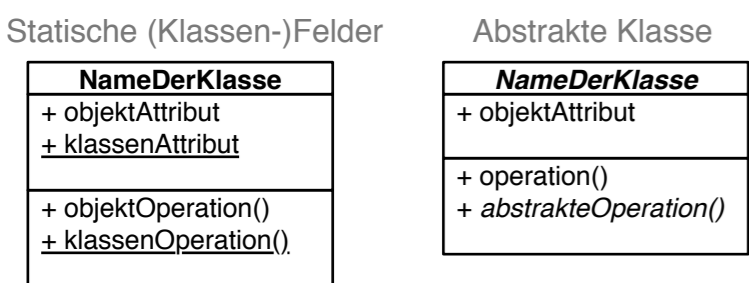 Statische (Klassen-)Felder
NameDerKlasse
+ objektAttribut
+ klassenAttribut
+ objektOperation()
+ klassenOperation()
Abstrakte Klasse
NameDerKlasse
+ objektAttribut
+ operation()
+ abstrakteOperation()